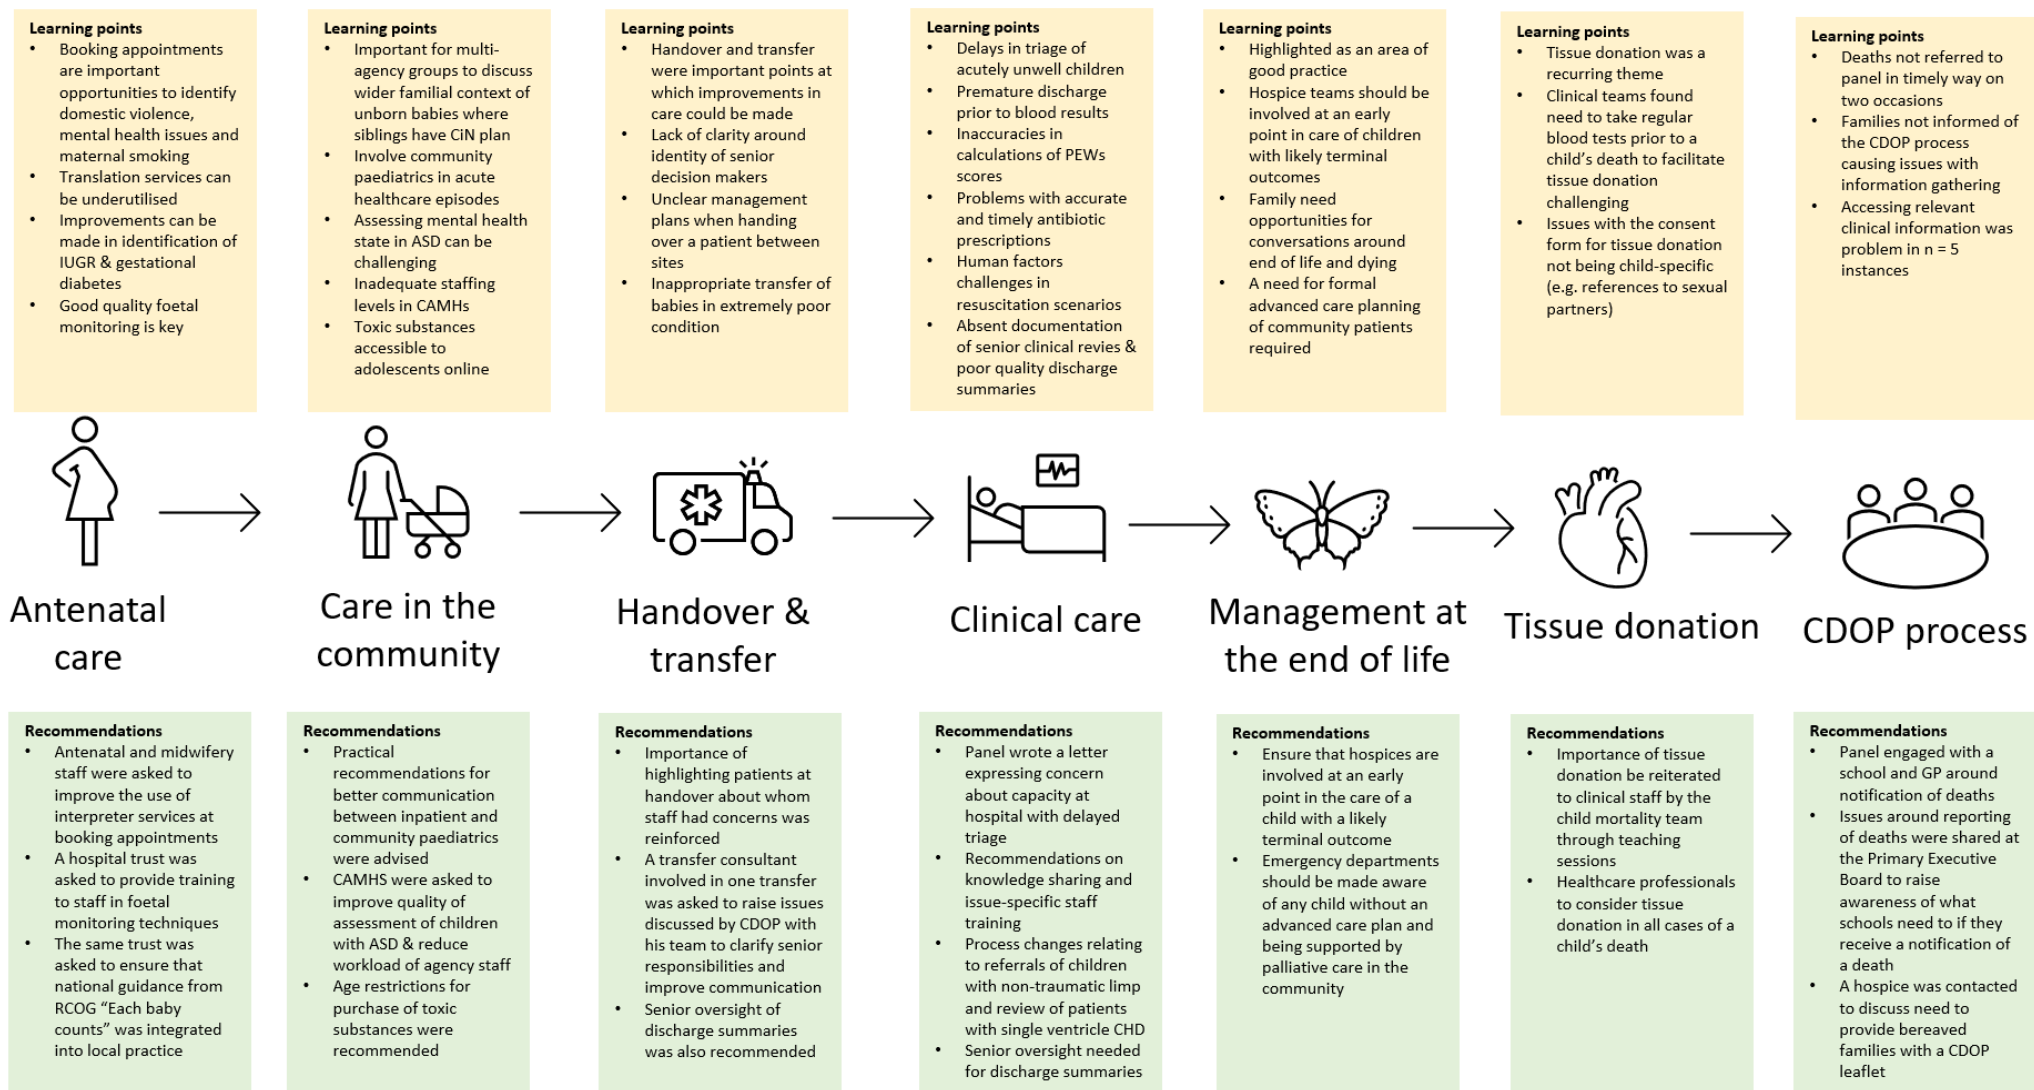 Learning points
• Booking appointments
are important
opportunities to identify
domestic violence,
mental health issues and
maternal smoking
• Translation services can
be underutilised
• Improvements can be
made in identification of
IUGR & gestational
diabetes
• Good quality foetal
monitoring is key
Learning points
• Important for multi-
agency groups to discuss
wider familial context of
unborn babies where
siblings have CiN plan
• Involve community
paediatrics in acute
healthcare episodes
• Assessing mental health
state in ASD can be
challenging
• Inadequate staffing
levels in CAMHs
• Toxic substances
accessible to
adolescents online
Learning points
• Handover and transfer
were important points at
which improvements in
care could be made
• Lack of clarity around
identity of senior
decision makers
• Unclear management
plans when handing
over a patient between
sites
• Inappropriate transfer of
babies in extremely poor
condition
Learning points
• Delays in triage of
acutely unwell children
• Premature discharge
prior to blood results
• Inaccuracies in
calculations of PEWs
scores
• Problems with accurate
and timely antibiotic
prescriptions
• Human factors
challenges in
resuscitation scenarios
• Absent documentation
of senior clinical revies &
poor quality discharge
summaries
Learning points
• Highlighted as an area of
good practice
• Hospice teams should be
involved at an early
point in care of children
with likely terminal
outcomes
• Family need
opportunities for
conversations around
end of life and dying
• A need for formal
advanced care planning
of community patients
required
Learning points
• Tissue donation was a
recurring theme
• Clinical teams found
need to take regular
blood tests prior to a
child's death to facilitate
tissue donation
challenging
• Issues with the consent
form for tissue donation
not being child-specific
(e.g. references to sexual
partners)
Learning points
• Deaths not referred to
panel in timely way on
two occasions
• Families not informed of
the CDOP process
causing issues with
information gathering
• Accessing relevant
clinical information was
problem in n = 5
instances
Antenatal
care
Care in the
community
Handover &
transfer
Clinical care
Management at
the end of life
Tissue donation
CDOP process
Recommendations
• Antenatal and midwifery
staff were asked to
improve the use of
interpreter services at
booking appointments
• A hospital trust was
asked to provide training
to staff in foetal
monitoring techniques
• The same trust was
asked to ensure that
national guidance from
RCOG “Each baby
counts” was integrated
into local practice
Recommendations
• Practical
recommendations for
better communication
between inpatient and
community paediatrics
were advised
• CAMHS were asked to
improve quality of
assessment of children
with ASD & reduce
workload of agency staff
• Age restrictions for
purchase of toxic
substances were
recommended
Recommendations
• Importance of
highlighting patients at
handover about whom
staff had concerns was
reinforced
• A transfer consultant
involved in one transfer
was asked to raise issues
discussed by CDOP with
his team to clarify senior
responsibilities and
improve communication
• Senior oversight of
discharge summaries
was also recommended
Recommendations
• Panel wrote a letter
expressing concern
about capacity at
hospital with delayed
triage
• Recommendations on
knowledge sharing and
issue-specific staff
training
• Process changes relating
to referrals of children
with non-traumatic limp
and review of patients
with single ventricle CHD
• Senior oversight needed
for discharge summaries
Recommendations
• Ensure that hospices are
involved at an early
point in the care of a
child with a likely
terminal outcome
• Emergency departments
should be made aware
of any child without an
advanced care plan and
being supported by
palliative care in the
community
Recommendations
• Importance of tissue
donation be reiterated
to clinical staff by the
child mortality team
through teaching
sessions
• Healthcare professionals
to consider tissue
donation in all cases of a
child's death
Recommendations
• Panel engaged with a
school and GP around
notification of deaths
• Issues around reporting
of deaths were shared at
the Primary Executive
Board to raise
awareness of what
schools need to if they
receive a notification of
a death
• A hospice was contacted
to discuss need to
provide bereaved
families with a CDOP
leaflet